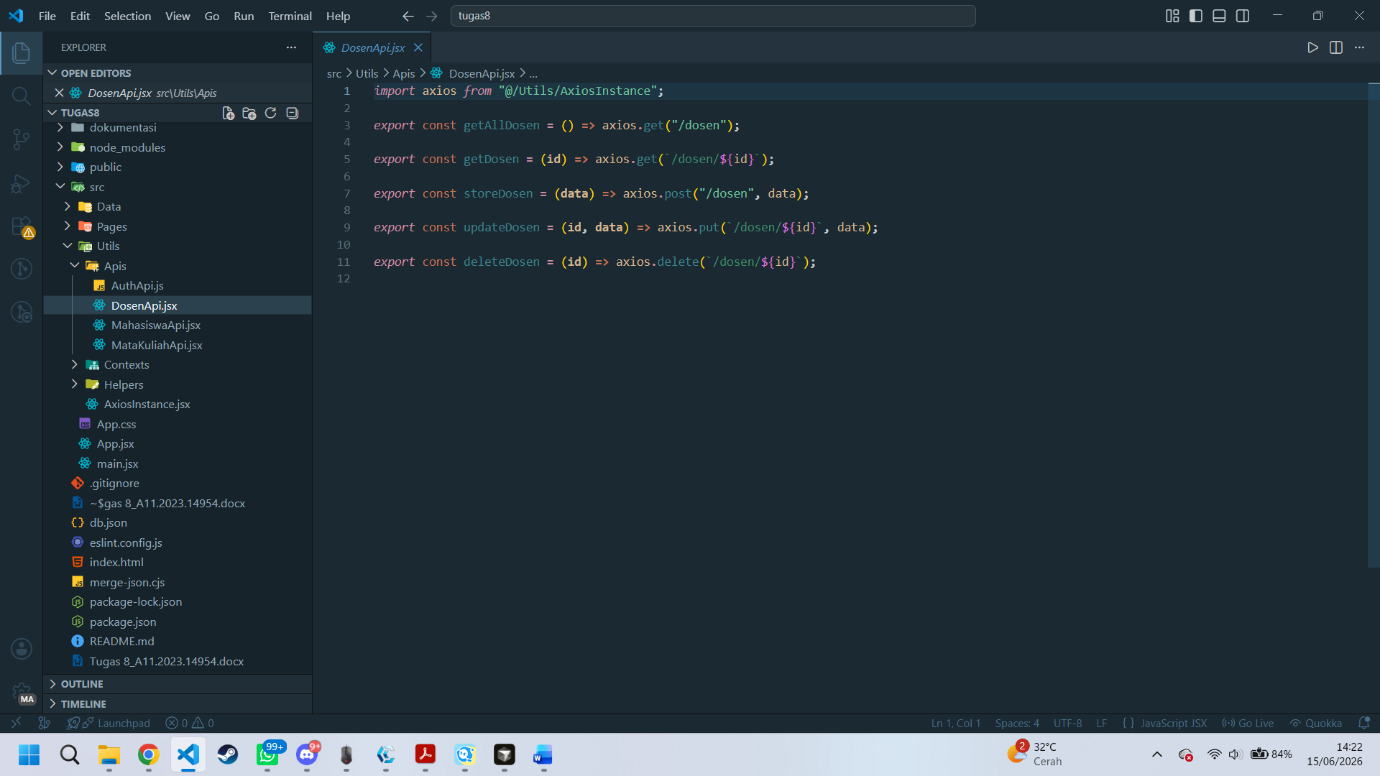 File Edit Selection View Go Run Terminal Help
tugas8
EXPLORER
OPEN EDITORS
DosenApi.jsx src\Utils\Apis
TUGAS8
dokumentasi
node_modules
public
src
Data
Pages
Utils
Apis
AuthApi.js
DosenApi.jsx
MahasiswaApi.jsx
MataKuliahApi.jsx
Contexts
Helpers
AxiosInstance.jsx
App.css
App.jsx
main.jsx
.gitignore
~$gas 8_A11.2023.14954.docx
db.json
eslint.config.js
index.html
merge-json.cjs
package-lock.json
package.json
README.md
Tugas 8_A11.2023.14954.docx
OUTLINE
TIMELINE
MA
DosenApi.jsx
src > Utils > Apis > DosenApi.jsx > ...
1 import axios from "@/Utils/AxiosInstance";
2
3 export const getAllDosen = () => axios.get("/dosen");
4
5 export const getDosen = (id) => axios.get(`/dosen/${id}`);
6
7 export const storeDosen = (data) => axios.post("/dosen", data);
8
9 export const updateDosen = (id, data) => axios.put(`/dosen/${id}`, data);
10
11 export const deleteDosen = (id) => axios.delete(`/dosen/${id}`);
12
Launchpad 0 0 Ln 1, Col 1 Spaces: 4 UTF-8 LF { } JavaScript JSX Go Live Quokka
99+ 9+ 2 32°C 84% 14:22
Cerah 15/06/2026